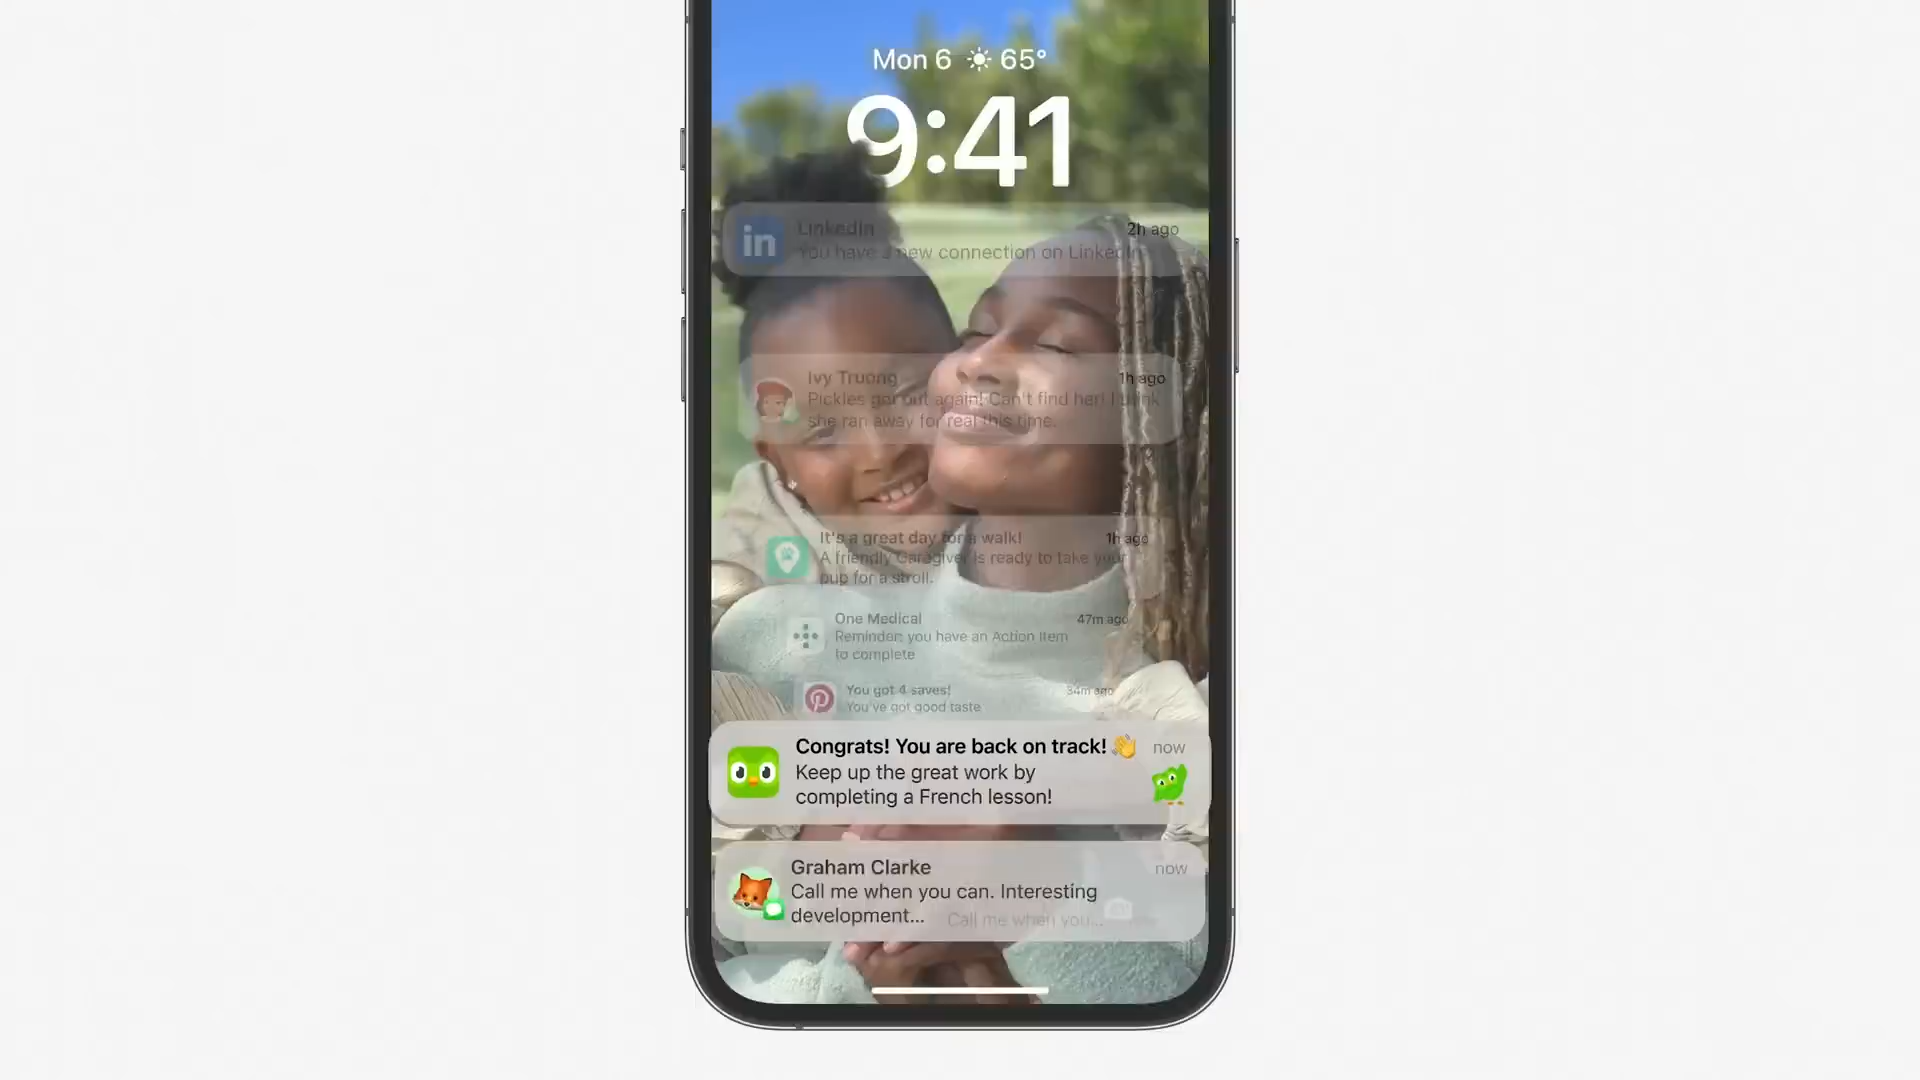 Mon 6 65°
9:41
in LinkedIn 2h ago
You have a new connection on LinkedIn
Ivy Truong 1h ago
Pickles got out again! Can't find her! I think
she ran away for real this time.
It's a great day for a walk! 1h ago
A friendly Caregiver is ready to take your
pup for a stroll.
One Medical 47m ago
Reminder: you have an Action Item
to complete
You got 4 saves! 34m ago
You've got good taste
Congrats! You are back on track! 👏 now
Keep up the great work by
completing a French lesson!
Graham Clarke now
Call me when you can. Interesting
development...
Call me when you...